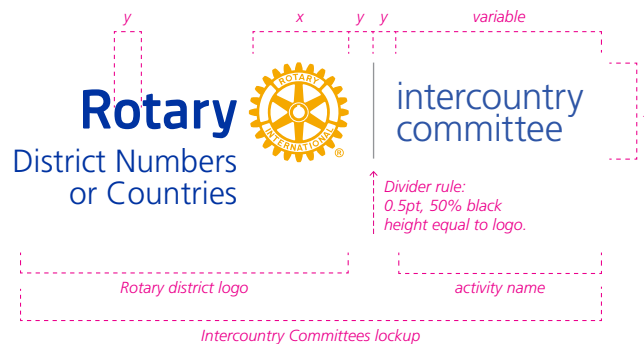 y
x
y
y
variable
Rotary
ROTARY
INTERNATIONAL
®
District Numbers
or Countries
intercountry
committee
Divider rule:
0.5pt, 50% black
height equal to logo.
Rotary district logo
activity name
Intercountry Committees lockup